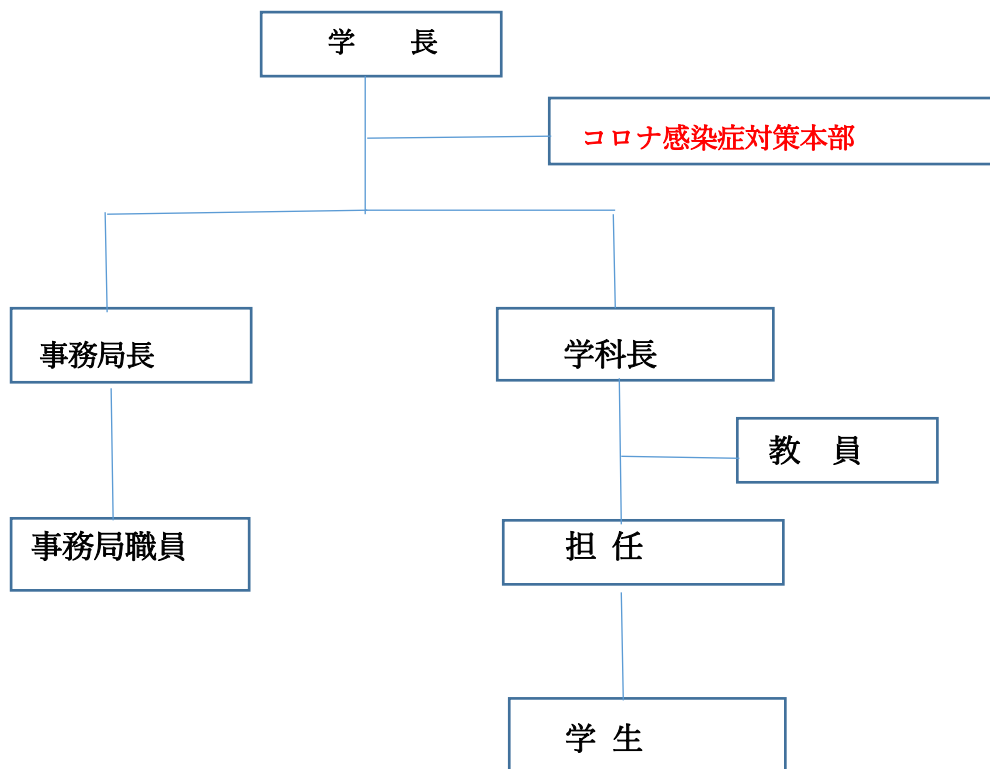 学　　長
コロナ感染症対策本部
事務局長
学科長
教　員
事務局職員
担 任
学 生